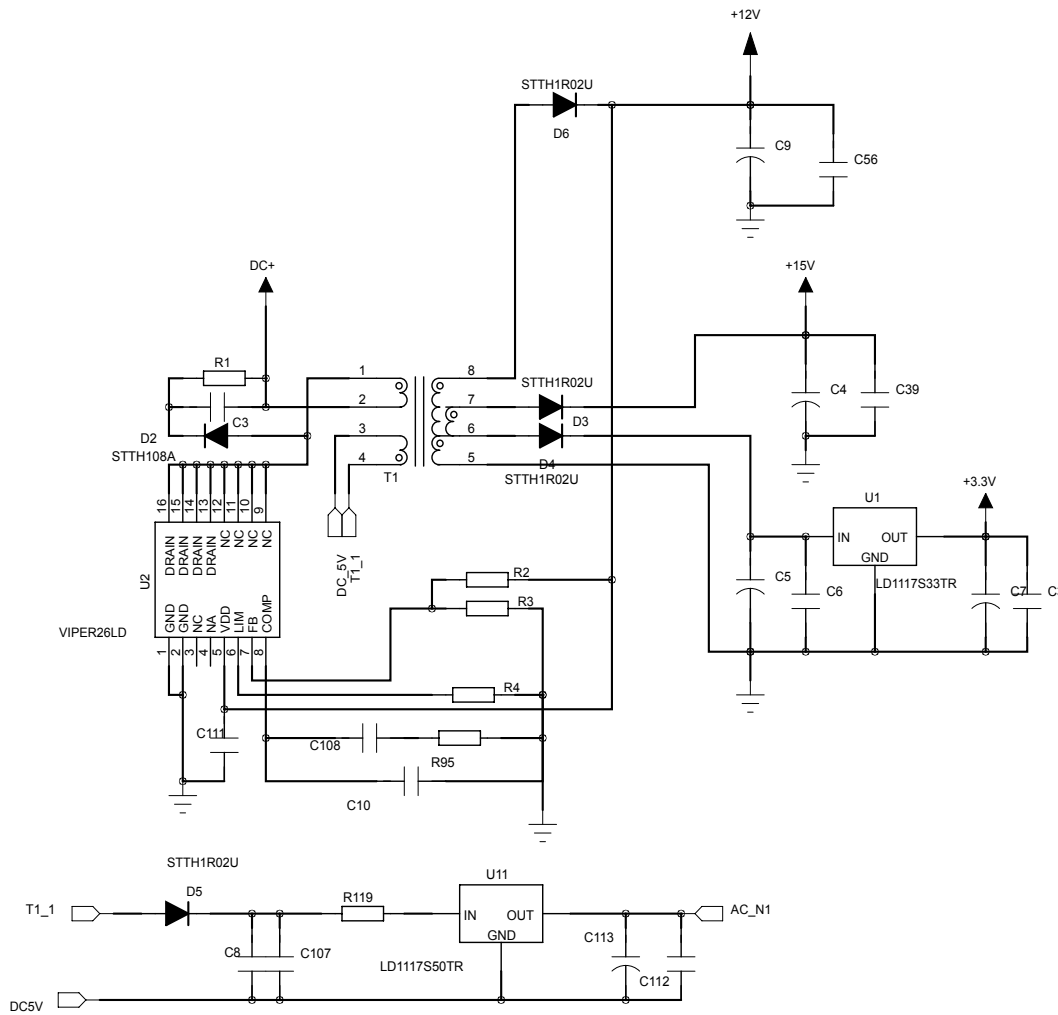 +12V
STTH1R02U
D6
C9
C56
DC+
+15V
R1
C3
D2
STTH108A
1
2
3
4
8
7
6
5
T1
STTH1R02U
D3
D4
STTH1R02U
C4
C39
+3.3V
U1
IN
OUT
GND
LD1117S33TR
C5
C6
C7
C
16
15
14
13
12
11
10
9
DRAIN
DRAIN
DRAIN
DRAIN
NC
NC
NC
NC
U2
VIPER26LD
GND
GND
NC
NA
VDD
LIM
FB
COMP
1
2
3
4
5
6
7
8
DC_5V
T1_1
R2
R3
R4
C111
C108
R95
C10
STTH1R02U
T1_1
D5
R119
U11
IN
OUT
GND
AC_N1
C8
C107
LD1117S50TR
C113
C112
DC5V